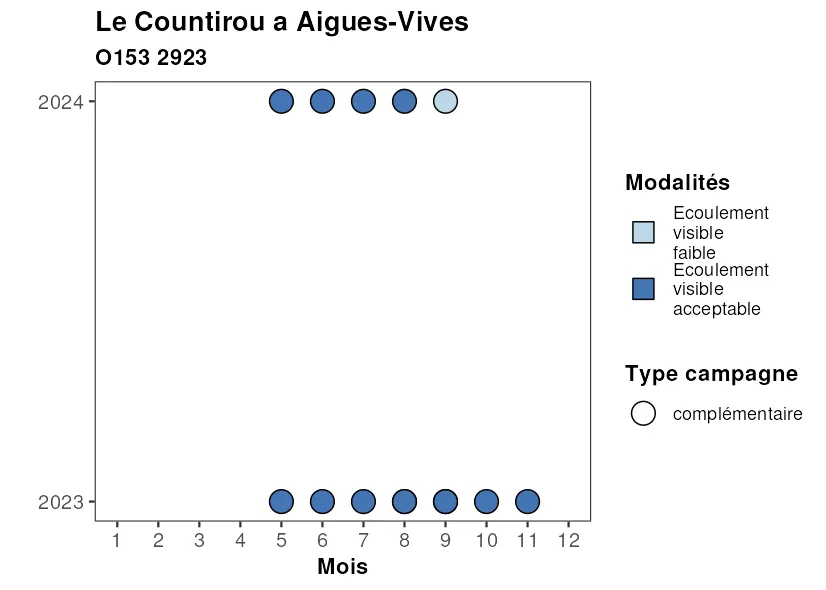 Le Countirou a Aigues-Vives
O153 2923
2024
2023
1 2 3 4 5 6 7 8 9 10 11 12
Mois
Modalités
Ecoulement
visible
faible
Ecoulement
visible
acceptable
Type campagne
complémentaire